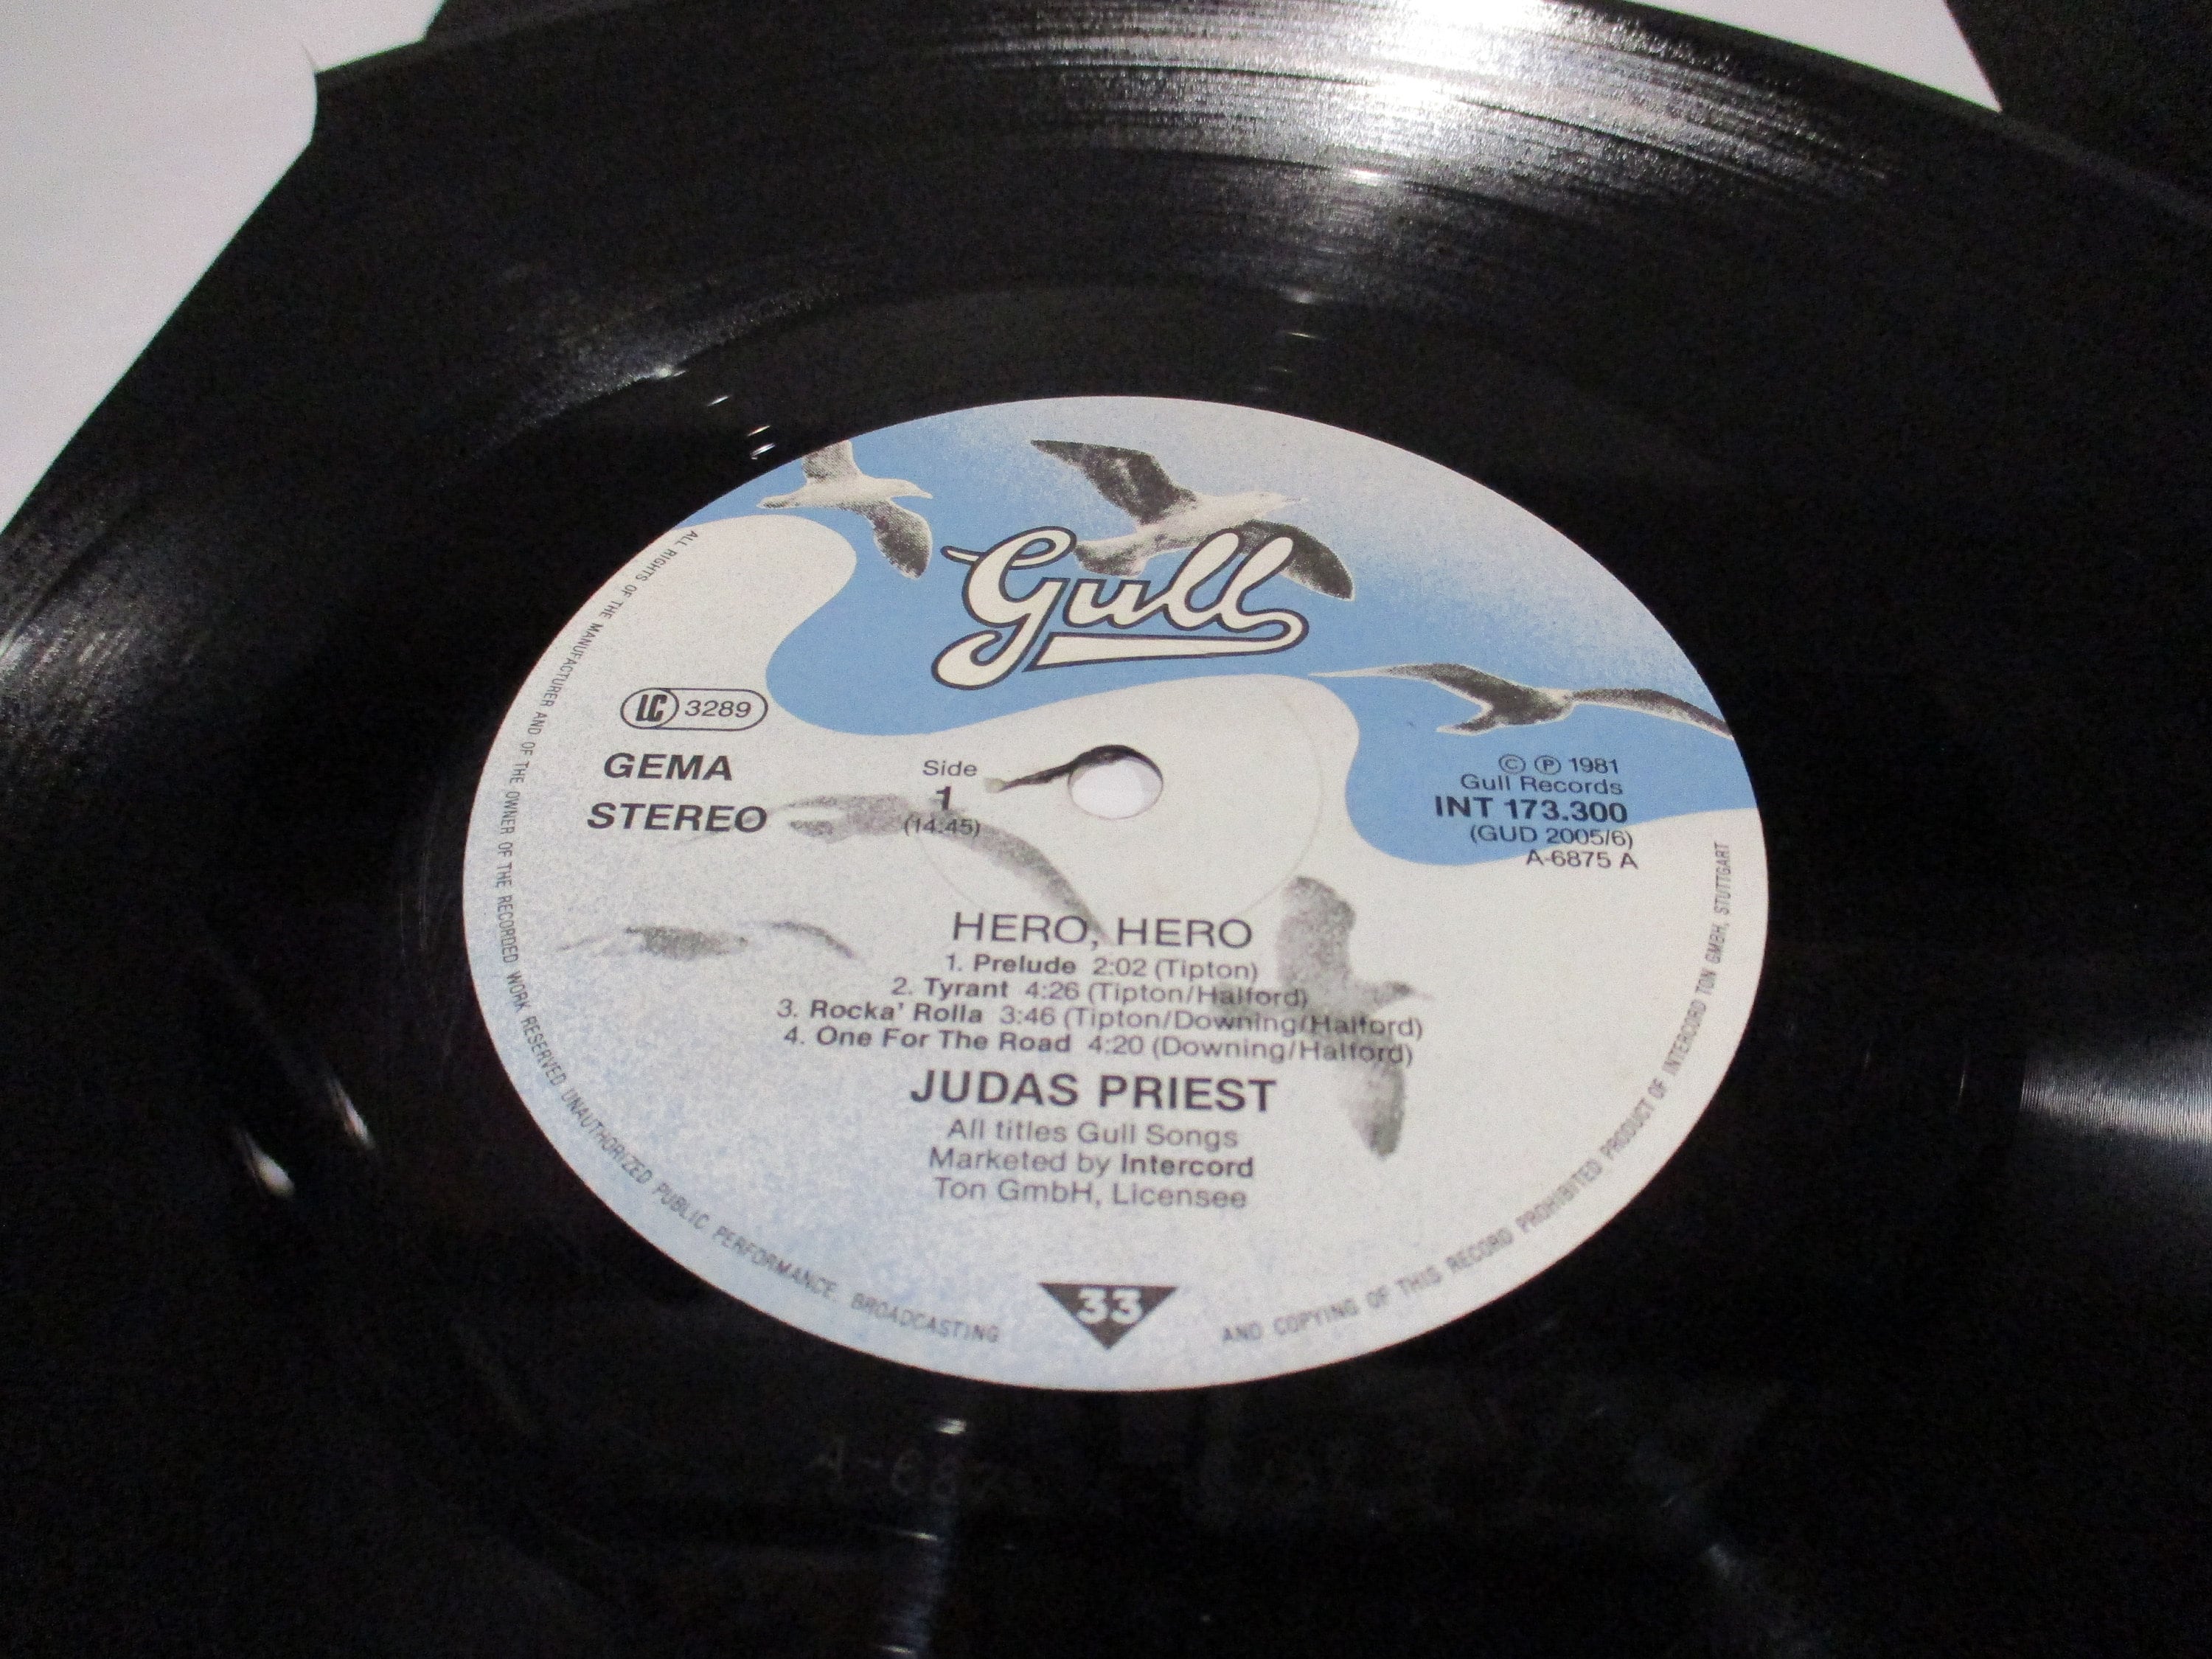 Gull
LC 3289
GEMA
STEREO
Side
1
(14:45)
© ℗ 1981
Gull Records
INT 173.300
(GUD 2005/6)
A-6875 A
HERO, HERO
1. Prelude 2:02 (Tipton)
2. Tyrant 4:26 (Tipton/Halford)
3. Rocka' Rolla 3:46 (Tipton/Downing/Halford)
4. One For The Road 4:20 (Downing/Halford)
JUDAS PRIEST
All titles Gull Songs
Marketed by Intercord
Ton GmbH, Licensee
33
ALL RIGHTS OF THE MANUFACTURER AND OF THE OWNER OF THE RECORDED WORK RESERVED UNAUTHORIZED PUBLIC PERFORMANCE, BROADCASTING
AND COPYING OF THIS RECORD PROHIBITED PRODUCT OF INTERCORD TON GMBH, STUTTGART